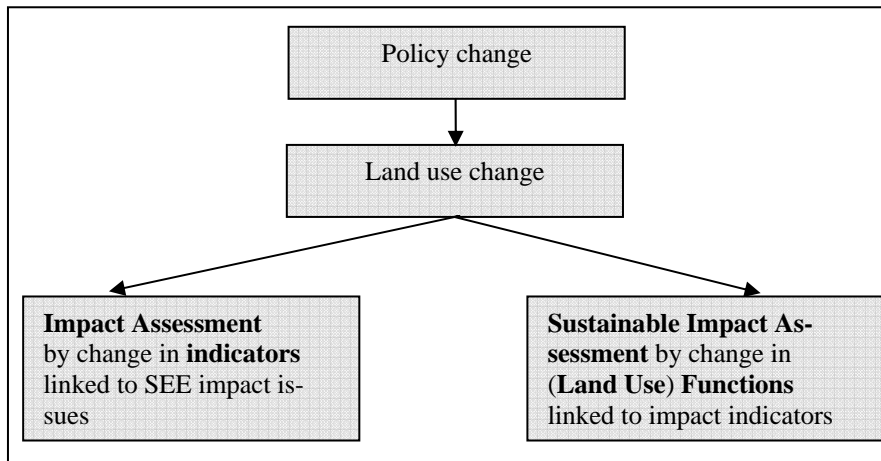 Policy change
Land use change
Impact Assessment
by change in indicators
linked to SEE impact is-
sues
Sustainable Impact As-
sessment by change in
(Land Use) Functions
linked to impact indicators